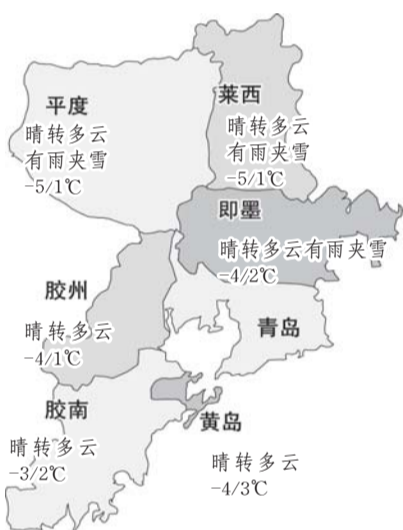 平度
晴转多云
有雨夹雪
-5/1℃
莱西
晴转多云
有雨夹雪
-5/1℃
即墨
晴转多云有雨夹雪
-4/2℃
胶州
晴转多云
-4/1℃
青岛
胶南
晴转多云
-3/2℃
黄岛
晴转多云
-4/3℃